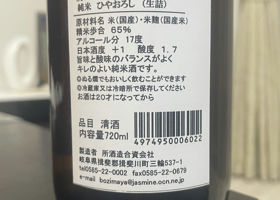 純米 ひやおろし (生詰)
原材料名 米(国産)・米麹(国産米)
精米歩合 65%
アルコール分 17度
日本酒度 +1 酸度 1.7
旨味と酸味のバランスがよく
キレのよい純米酒です。
◎ぬる燗でもおいしく飲むことができます
◎冷蔵庫又は冷暗所で保存してください
お酒は20才になってから
品目 清酒
内容量720ml
4974950006022
製造者 所酒造合資会社
岐阜県揖斐郡揖斐川町三輪537-1
tel0585-22-0002 fax0585-22-0679
e-mail bozimaya@jasmine.ocn.ne.jp